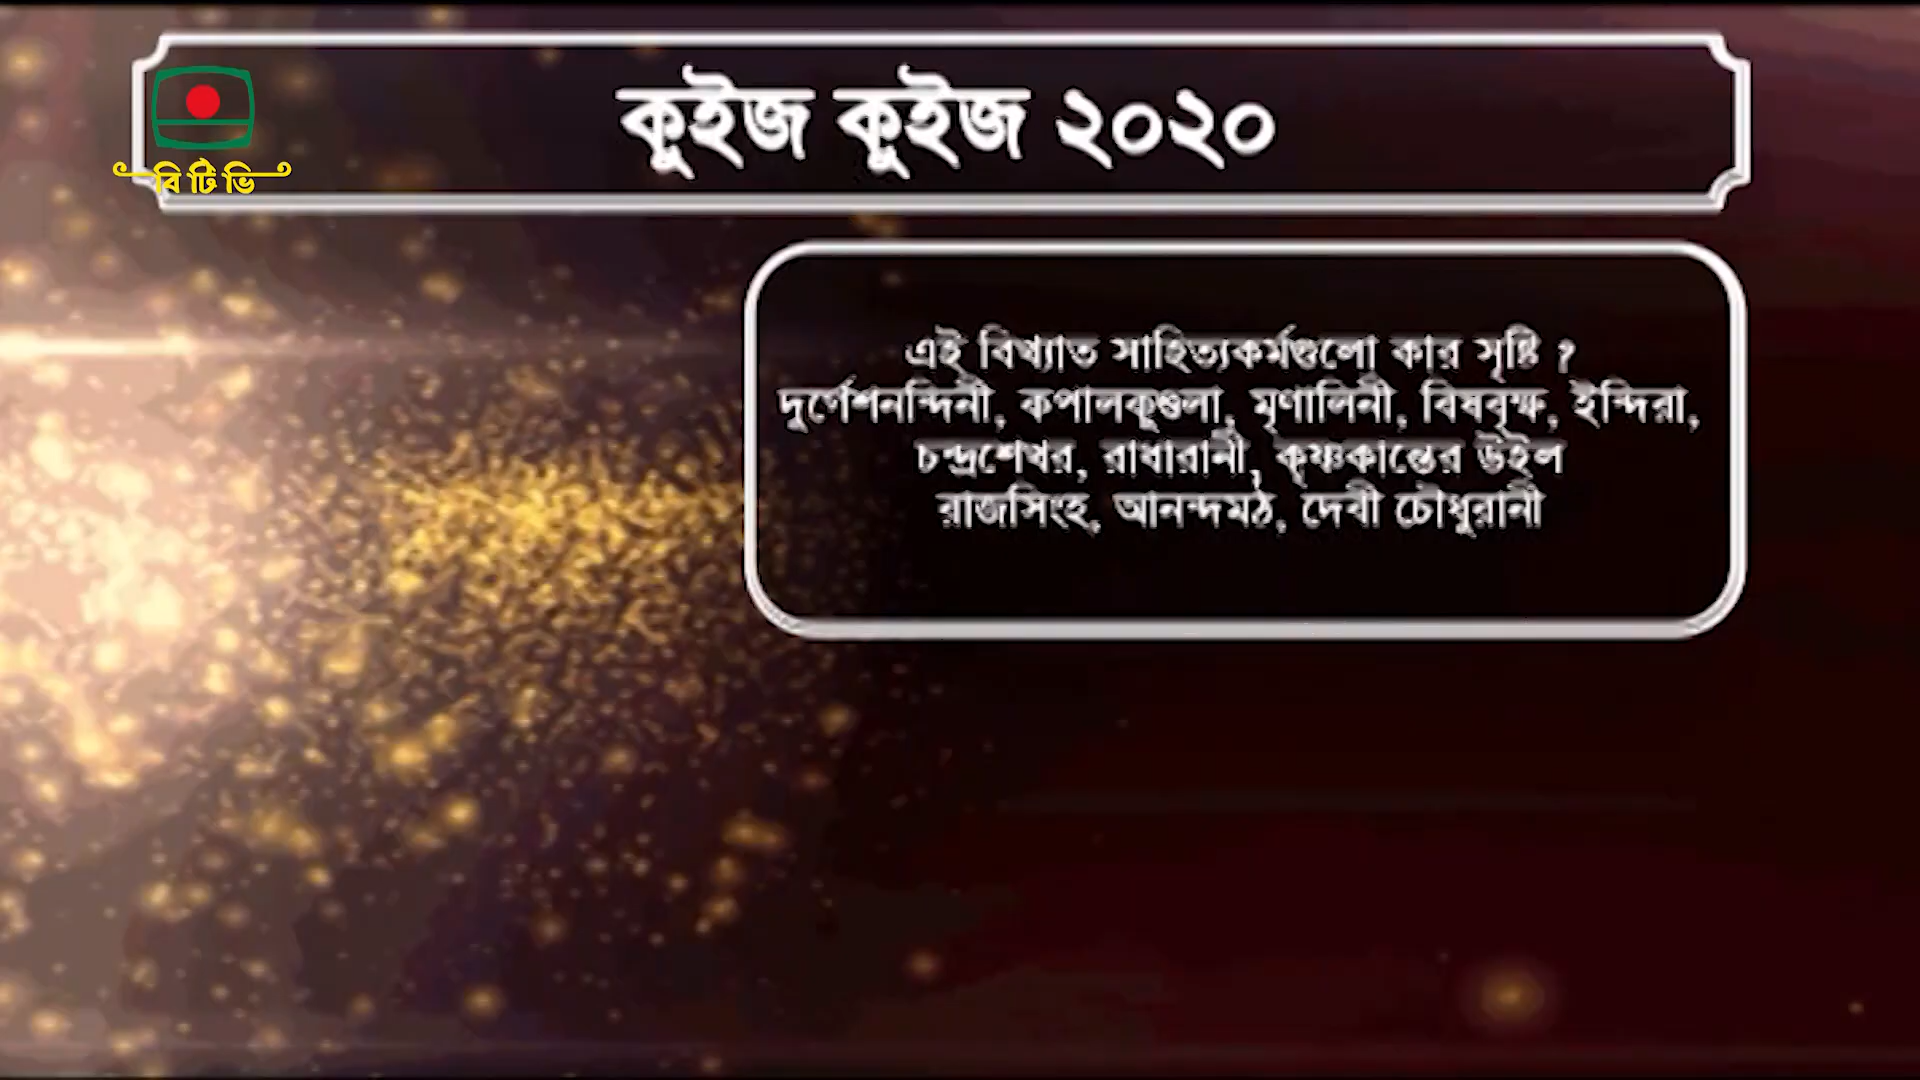 কুইজ কুইজ ২০২০
বিটিভি
এই বিখ্যাত সাহিত্যকর্মগুলো কার সৃষ্টি ?
দুর্গেশনন্দিনী, কপালকুণ্ডলা, মৃণালিনী, বিষবৃক্ষ, ইন্দিরা,
চন্দ্রশেখর, রাধারানী, কৃষ্ণকান্তের উইল
রাজসিংহ, আনন্দমঠ, দেবী চৌধুরানী